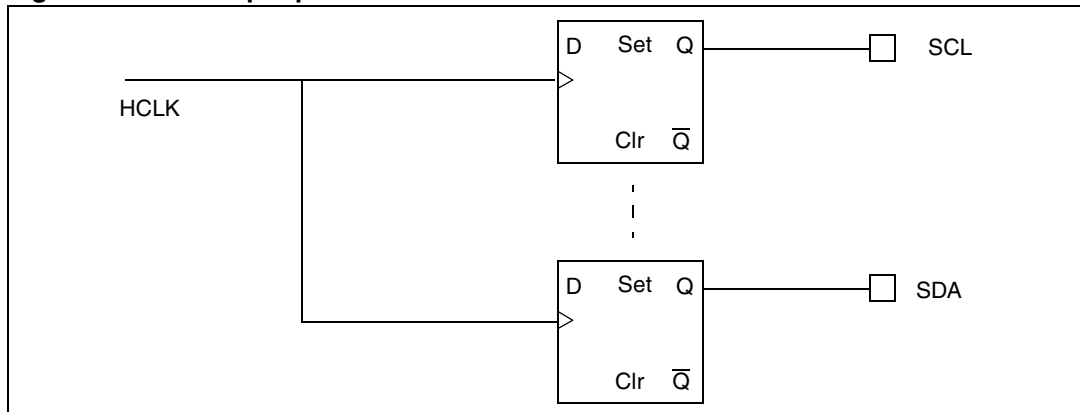 D Set Q
SCL
HCLK
Clr Q̅
D Set Q
SDA
Clr Q̅